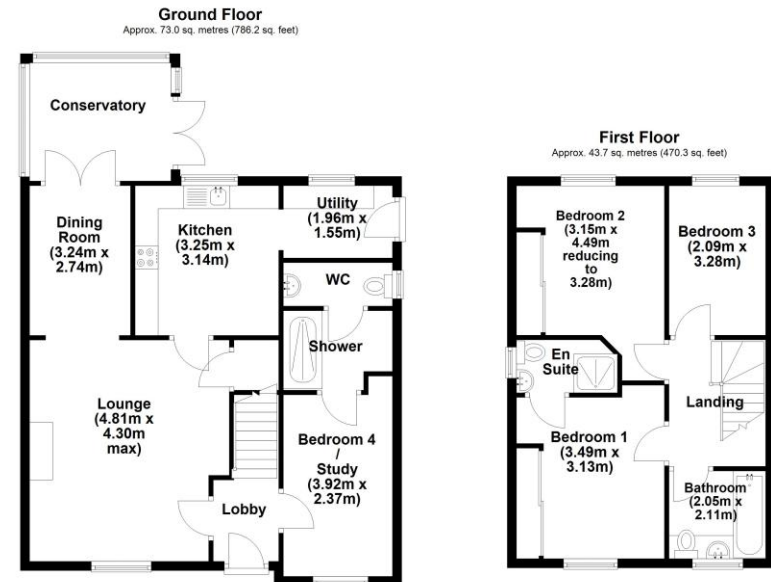 Ground Floor
Approx. 73.0 sq. metres (786.2 sq. feet)
Conservatory
Dining
Room
(3.24m x
2.74m)
Kitchen
(3.25m x
3.14m)
Utility
(1.96m x
1.55m)
WC
Shower
Lounge
(4.81m x
4.30m
max)
Bedroom 4
/
Study
(3.92m x
2.37m)
Lobby
First Floor
Approx. 43.7 sq. metres (470.3 sq. feet)
Bedroom 2
(3.15m x
4.49m
reducing
to
3.28m)
Bedroom 3
(2.09m x
3.28m)
En
Suite
Landing
Bedroom 1
(3.49m x
3.13m)
Bathroom
(2.05m x
2.11m)